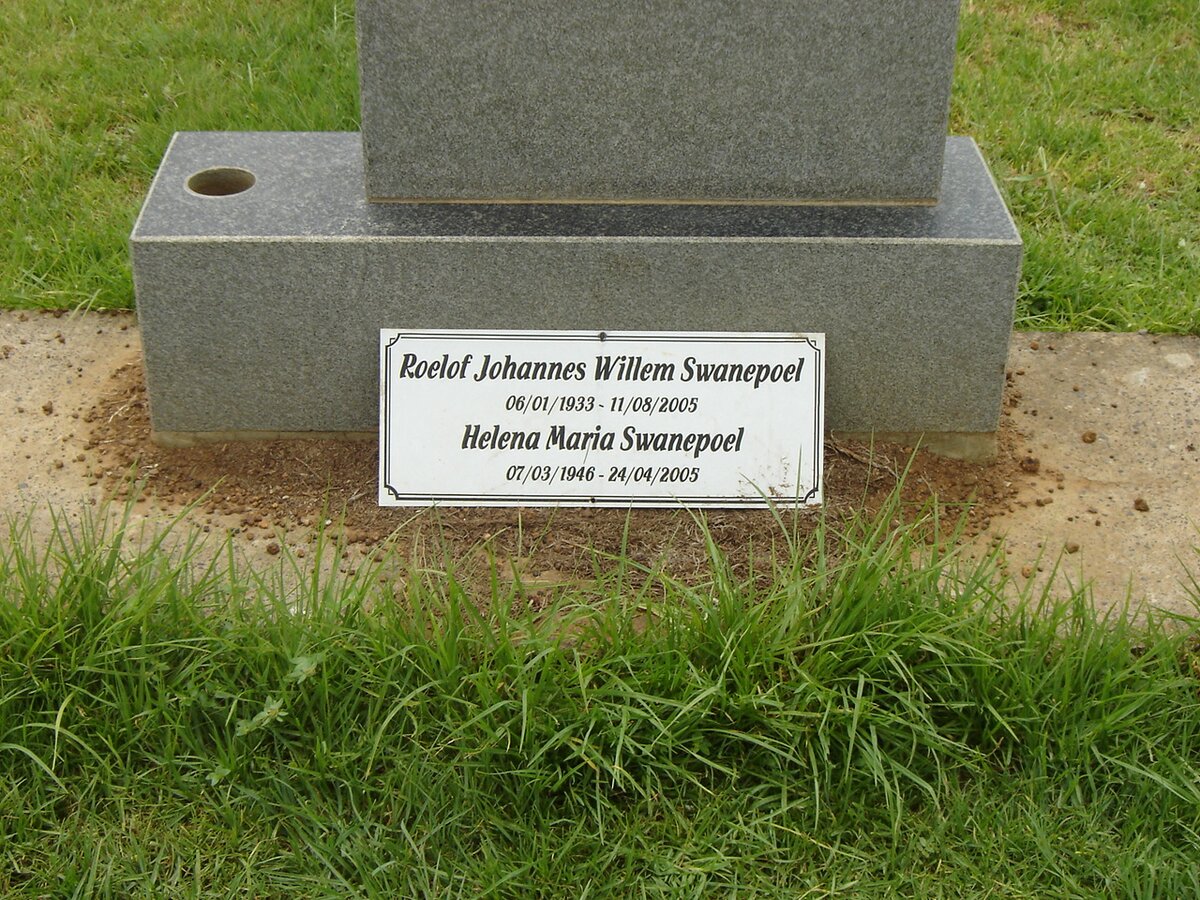 Roelof Johannes Willem Swanepoel
06/01/1933 - 11/08/2005
Helena Maria Swanepoel
07/03/1946 - 24/04/2005